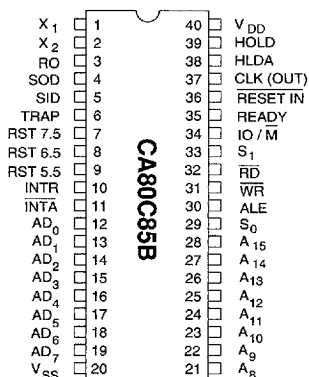 X1 1 40 VDD
X2 2 39 HOLD
RO 3 38 HLDA
SOD 4 37 CLK (OUT)
SID 5 36 RESET IN
TRAP 6 35 READY
RST 7.5 7 34 IO / M
RST 6.5 8 33 S1
RST 5.5 9 32 RD
INTR 10 31 WR
INTA 11 30 ALE
AD0 12 29 S0
AD1 13 28 A15
AD2 14 27 A14
AD3 15 26 A13
AD4 16 25 A12
AD5 17 24 A11
AD6 18 23 A10
AD7 19 22 A9
VSS 20 21 A8
CA80C85B